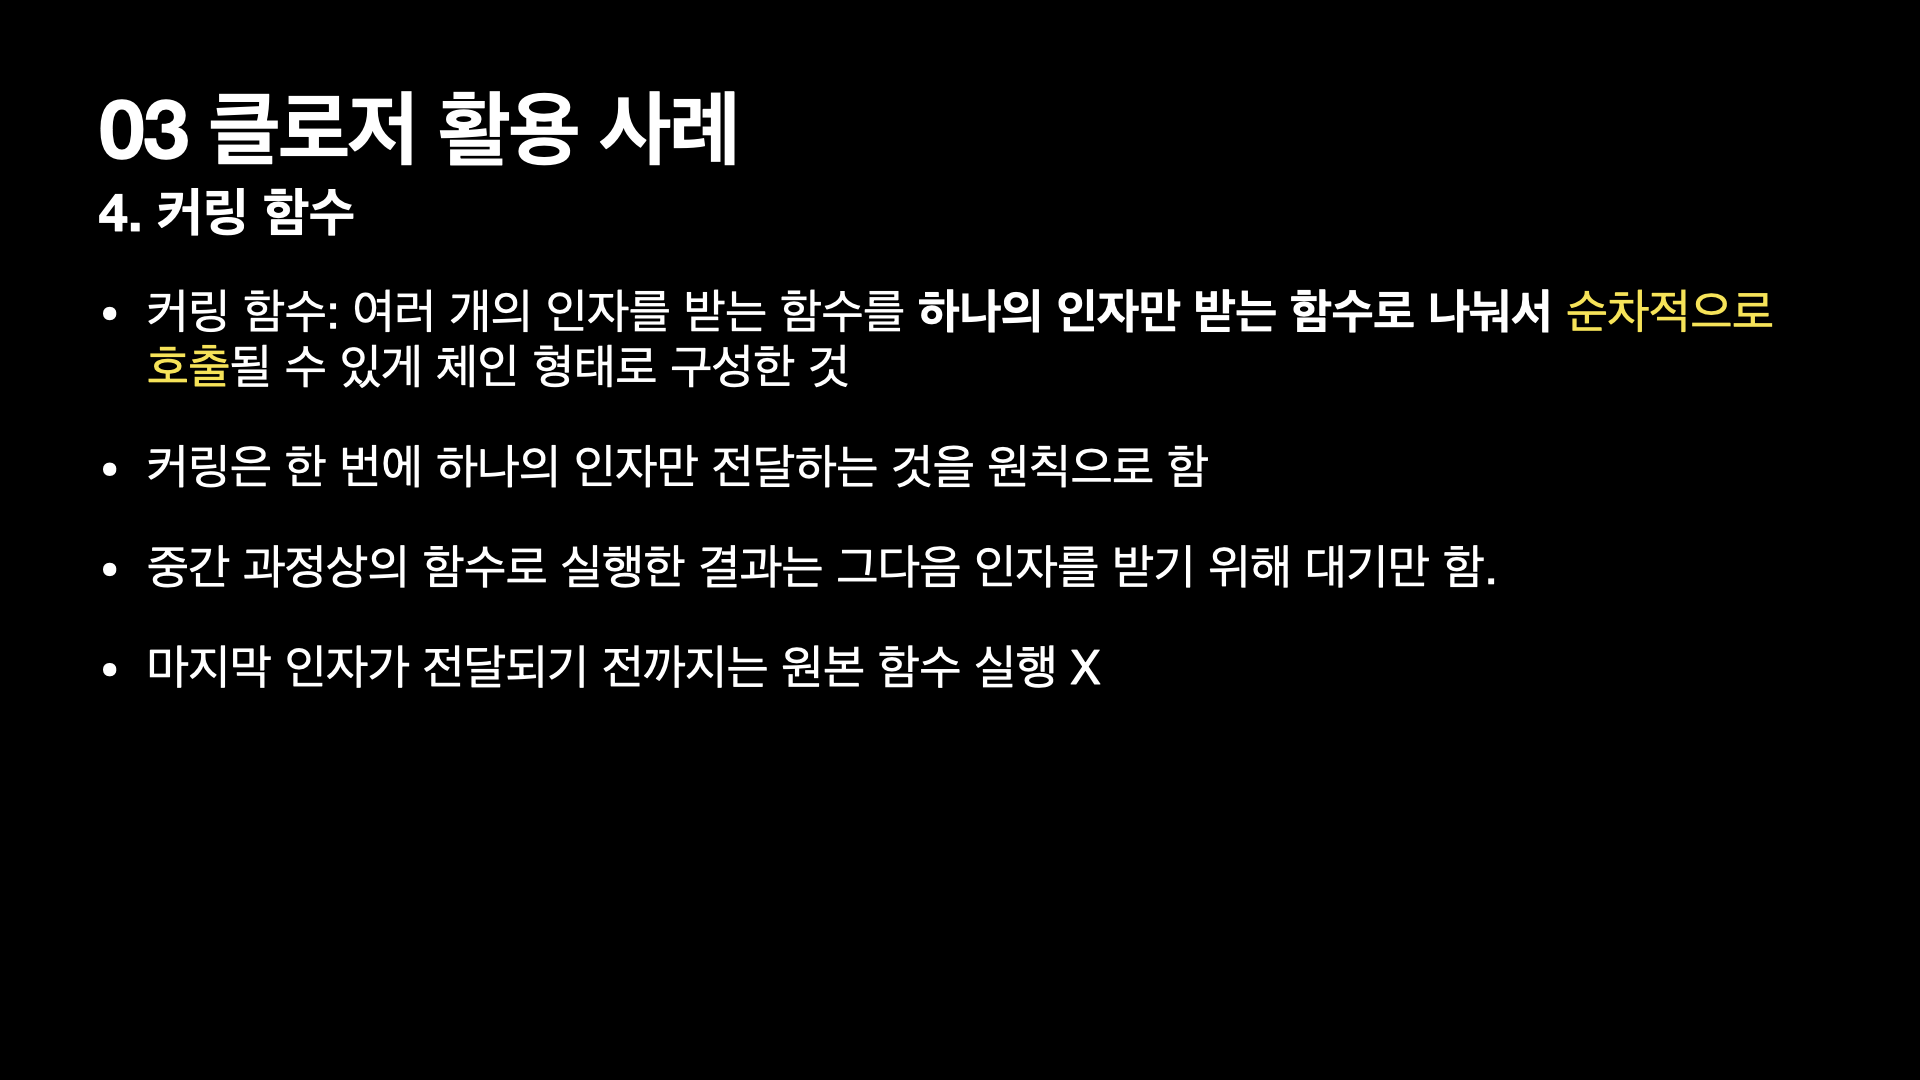 03 클로저 활용 사례
4. 커링 함수
• 커링 함수: 여러 개의 인자를 받는 함수를 하나의 인자만 받는 함수로 나눠서 순차적으로
호출될 수 있게 체인 형태로 구성한 것
• 커링은 한 번에 하나의 인자만 전달하는 것을 원칙으로 함
• 중간 과정상의 함수로 실행한 결과는 그다음 인자를 받기 위해 대기만 함.
• 마지막 인자가 전달되기 전까지는 원본 함수 실행 X